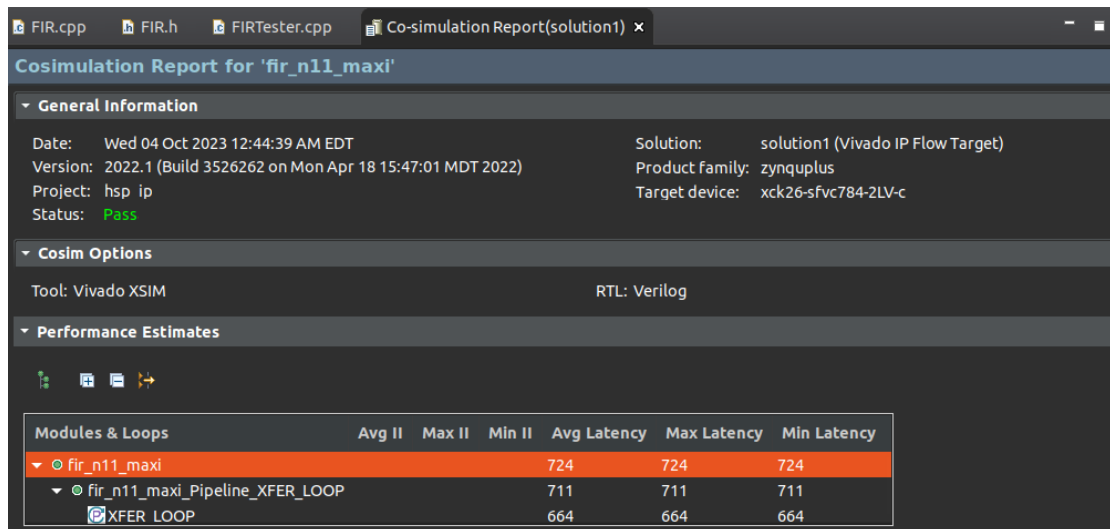 FIR.cpp FIR.h FIRTester.cpp Co-simulation Report(solution1)
Cosimulation Report for 'fir_n11_maxi'
General Information
Date: Wed 04 Oct 2023 12:44:39 AM EDT Solution: solution1 (Vivado IP Flow Target)
Version: 2022.1 (Build 3526262 on Mon Apr 18 15:47:01 MDT 2022) Product family: zynquplus
Project: hsp_ip Target device: xck26-sfvc784-2LV-c
Status: Pass
Cosim Options
Tool: Vivado XSIM RTL: Verilog
Performance Estimates
Modules & Loops Avg II Max II Min II Avg Latency Max Latency Min Latency
fir_n11_maxi 724 724 724
fir_n11_maxi_Pipeline_XFER_LOOP 711 711 711
XFER_LOOP 664 664 664